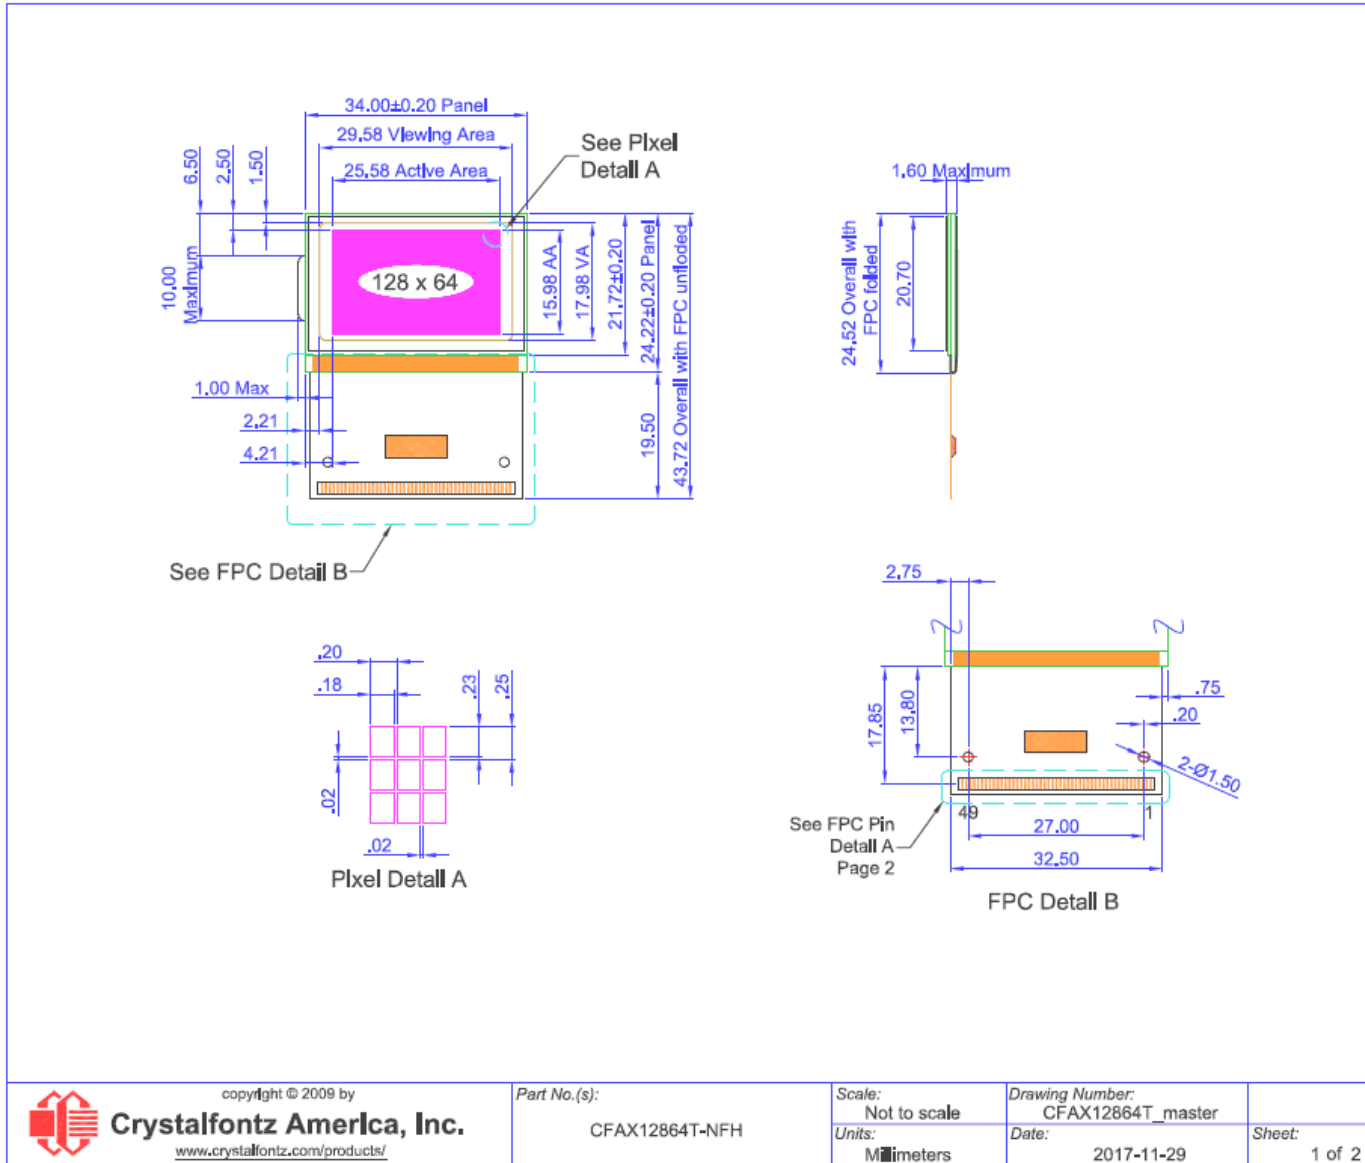 34.00±0.20 Panel
29.58 Viewing Area
25.58 Active Area
See Pixel
Detail A
6.50
2.50
1.50
10.00
Maximum
128 x 64
15.98 AA
17.98 VA
21.72±0.20
24.22±0.20 Panel
43.72 Overall with FPC unfloded
19.50
1.00 Max
2.21
4.21
See FPC Detail B
1.60 Maximum
24.52 Overall with
FPC folded
20.70
.20
.18
.23
.25
.02
.02
Pixel Detail A
2.75
.75
.20
17.85
13.80
2-Ø1.50
49
1
27.00
32.50
See FPC Pin
Detail A
Page 2
FPC Detail B
copyright © 2009 by
Crystalfontz America, Inc.
www.crystalfontz.com/products/
Part No.(s):
CFAX12864T-NFH
Scale:
Not to scale
Units:
Millimeters
Drawing Number:
CFAX12864T_master
Date:
2017-11-29
Sheet:
1 of 2